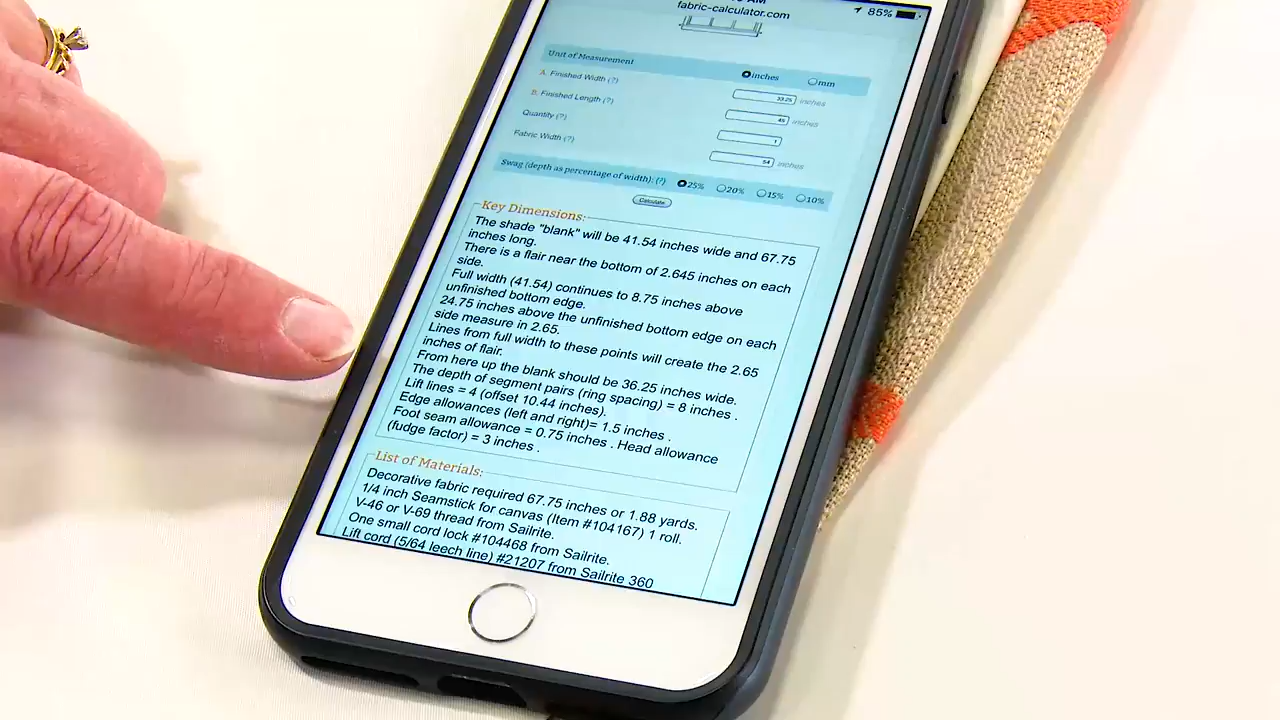 AM
fabric-calculator.com
85%
Unit of Measurement
inches
mm
A. Finished Width (?)
33.25
inches
B. Finished Length (?)
45
inches
Quantity (?)
1
Fabric Width (?)
54
inches
Swag (depth as percentage of width): (?)
25%
20%
15%
10%
Calculate
Key Dimensions:
The shade "blank" will be 41.54 inches wide and 67.75
inches long.
There is a flair near the bottom of 2.645 inches on each
side.
Full width (41.54) continues to 8.75 inches above
unfinished bottom edge.
24.75 inches above the unfinished bottom edge on each
side measure in 2.65.
Lines from full width to these points will create the 2.65
inches of flair.
From here up the blank should be 36.25 inches wide.
The depth of segment pairs (ring spacing) = 8 inches .
Lift lines = 4 (offset 10.44 inches).
Edge allowances (left and right)= 1.5 inches .
Foot seam allowance = 0.75 inches . Head allowance
(fudge factor) = 3 inches .
List of Materials:
Decorative fabric required 67.75 inches or 1.88 yards.
1/4 inch Seamstick for canvas (Item #104167) 1 roll.
V-46 or V-69 thread from Sailrite.
One small cord lock #104468 from Sailrite.
Lift cord (5/64 leech line) #21207 from Sailrite 360